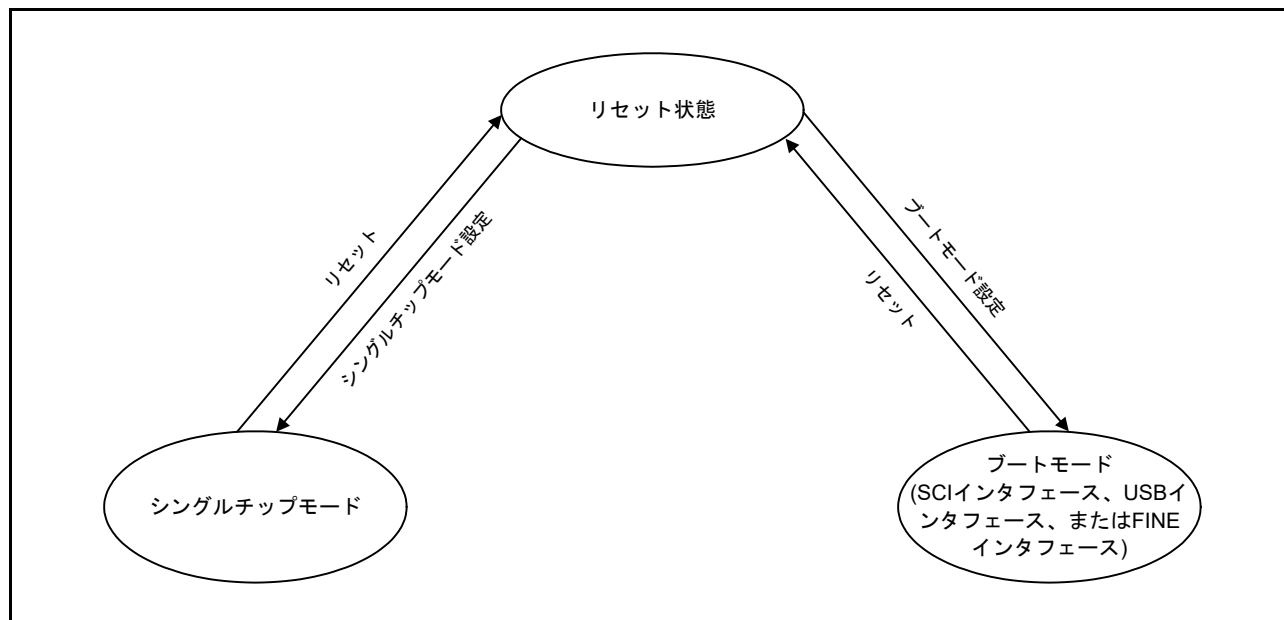 リセット状態
リセット
シングルチップモード設定
ブートモード設定
リセット
シングルチップモード
ブートモード
(SCIインタフェース、USBイ
ンタフェース、またはFINE
インタフェース)